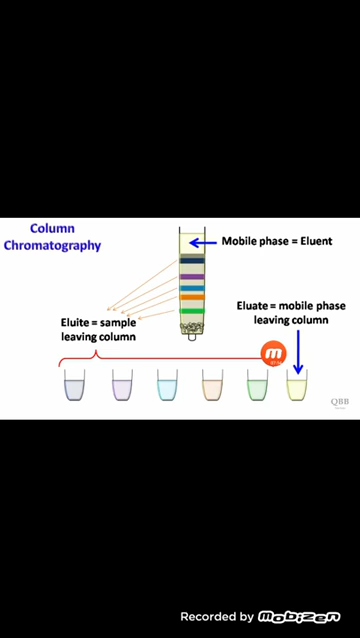 Column
Chromatography
Mobile phase = Eluent
Eluate = mobile phase
leaving column
Eluite = sample
leaving column
QBB
Recorded by mobizen